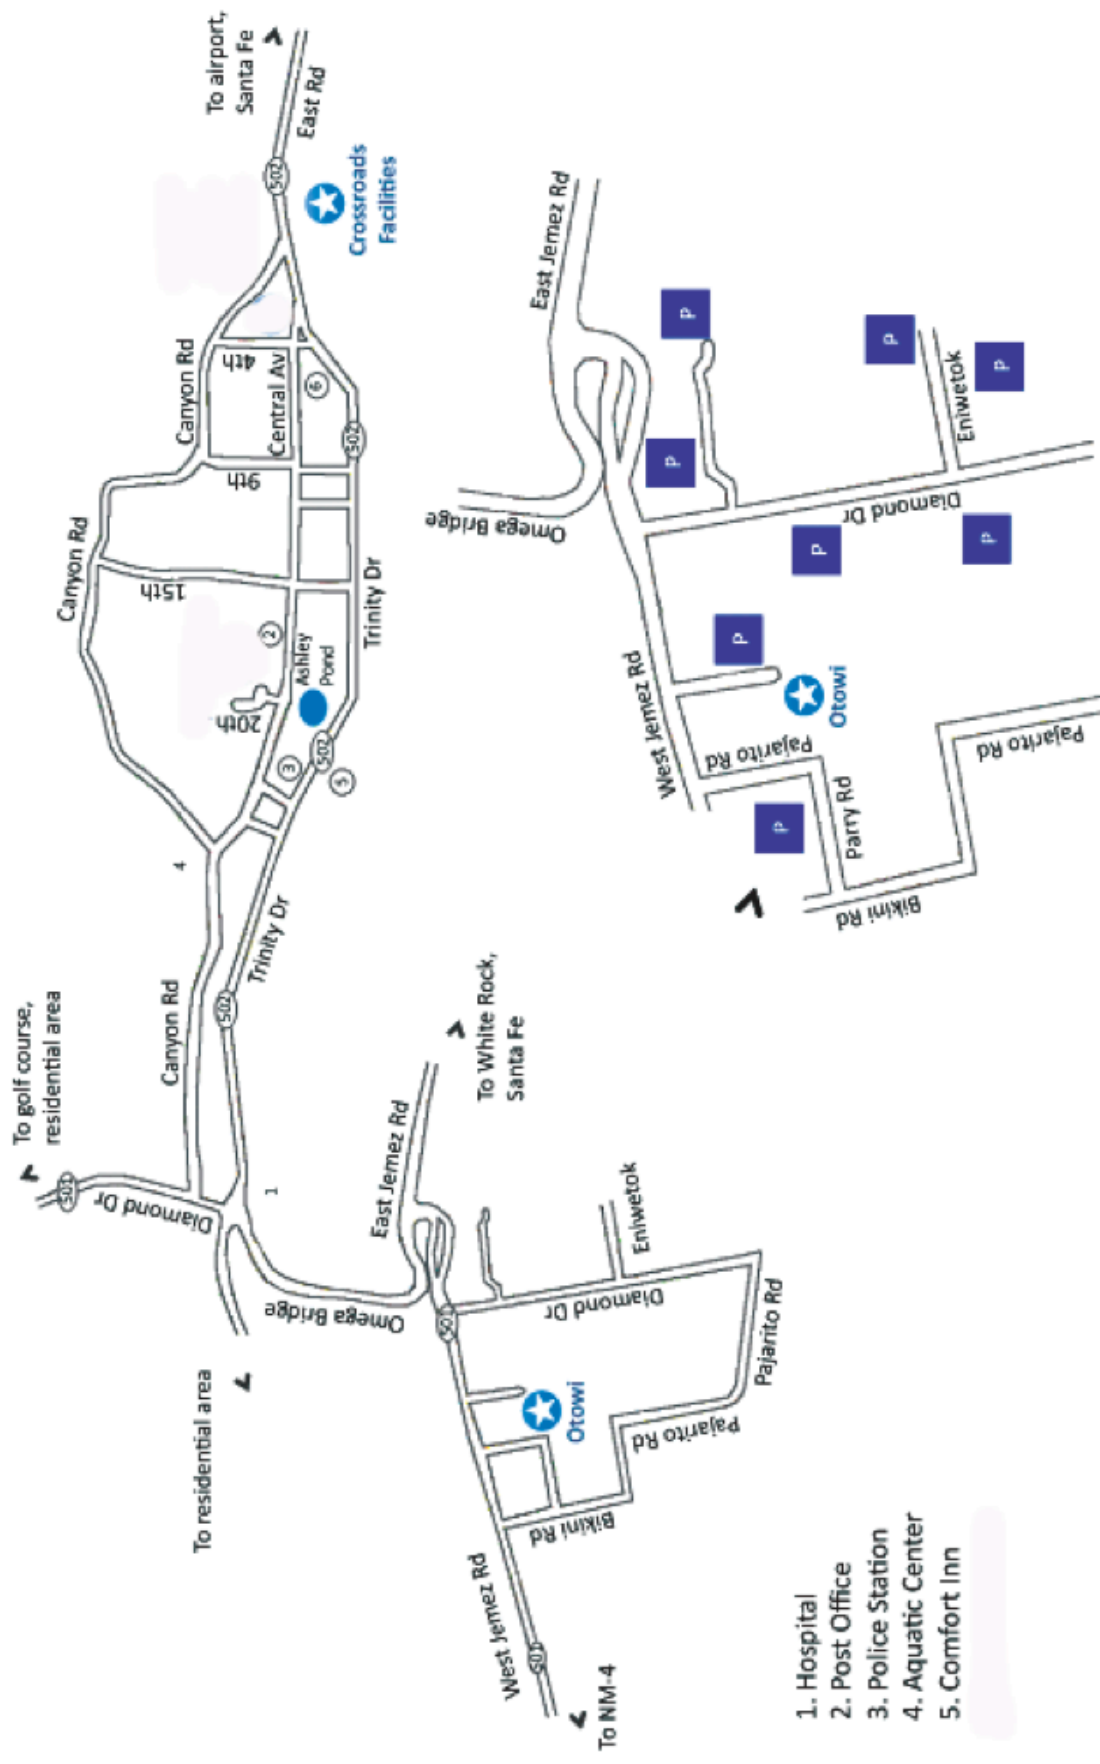 To golf course,
residential area
501
Diamond Dr
Canyon Rd
4
Canyon Rd
Canyon Rd
To airport,
Santa Fe
502
East Rd
Crossroads
Facilities
20th
15th
9th
4th
2
Central Av
6
Ashley
Pond
3
502
5
Trinity Dr
502
Trinity Dr
502
1
To residential area
Omega Bridge
East Jemez Rd
To White Rock,
Santa Fe
501
Diamond Dr
Eniwetok
Otowi
Pajarito Rd
Pajarito Rd
Bikini Rd
West Jemez Rd
501
To NM-4
Omega Bridge
East Jemez Rd
P
P
West Jemez Rd
P
P
P
Diamond Dr
P
Eniwetok
P
Otowi
Pajarito Rd
P
Parry Rd
Bikini Rd
Pajarito Rd
1. Hospital
2. Post Office
3. Police Station
4. Aquatic Center
5. Comfort Inn